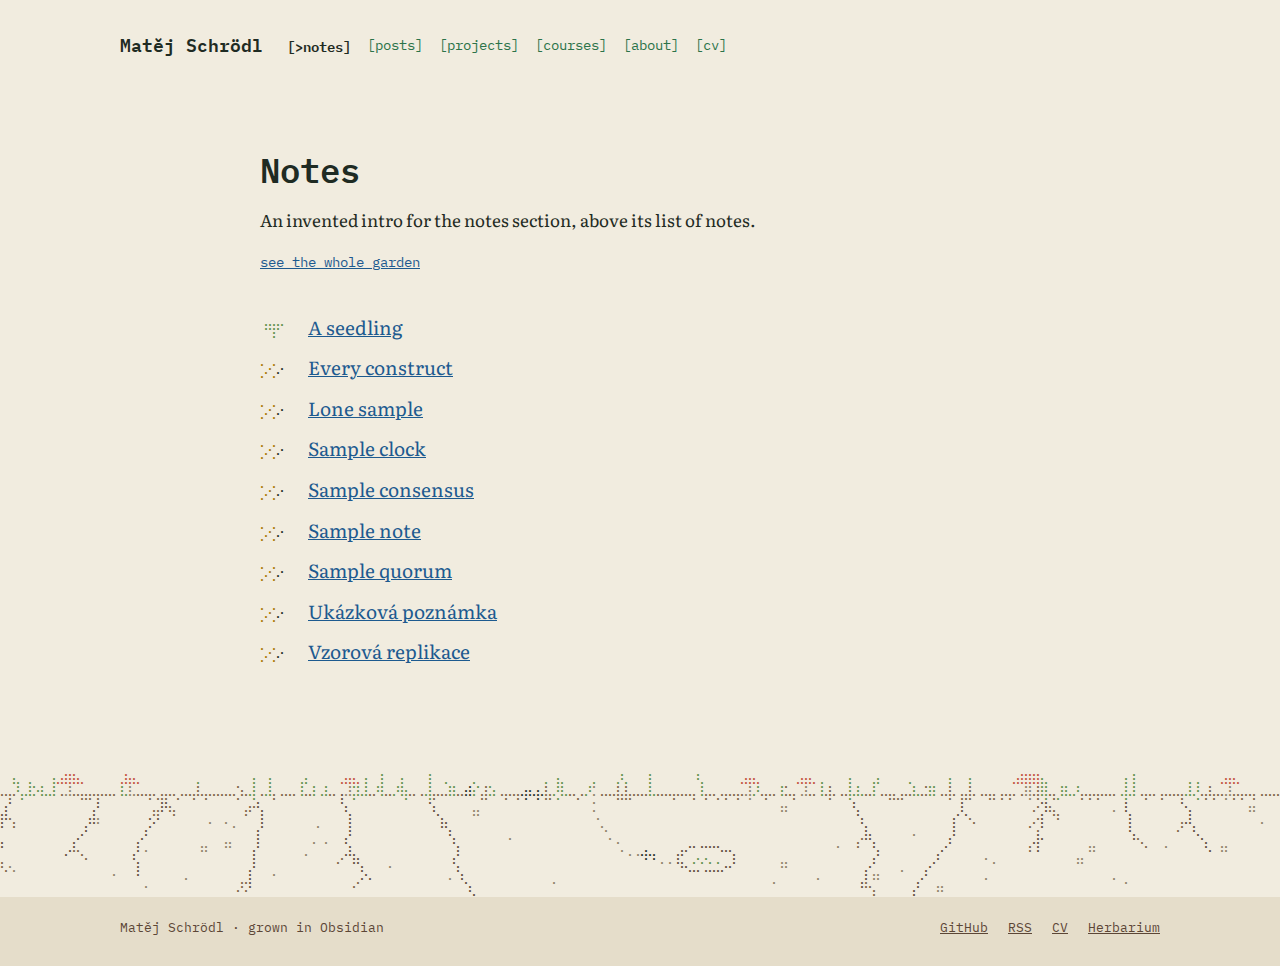 Matěj Schrödl [>notes] [posts] [projects] [courses] [about] [cv]
Notes
An invented intro for the notes section, above its list of notes.
see the whole garden
A seedling
Every construct
Lone sample
Sample clock
Sample consensus
Sample note
Sample quorum
Ukázková poznámka
Vzorová replikace
Matěj Schrödl · grown in Obsidian GitHub RSS CV Herbarium